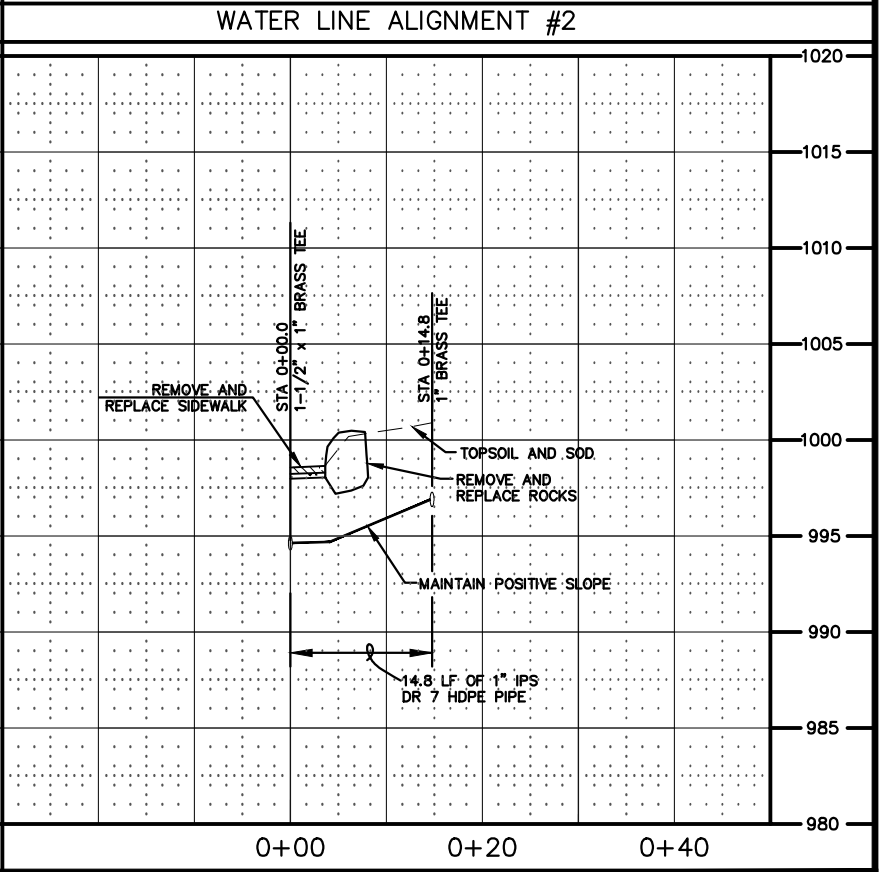 WATER LINE ALIGNMENT #2
1020
1015
1010
1005
1000
995
990
985
980
STA 0+00.0
1-1/2" x 1" BRASS TEE
STA 0+14.8
1" BRASS TEE
REMOVE AND
REPLACE SIDEWALK
TOPSOIL AND SOD
REMOVE AND
REPLACE ROCKS
MAINTAIN POSITIVE SLOPE
14.8 LF OF 1" IPS
DR 7 HDPE PIPE
0+00
0+20
0+40